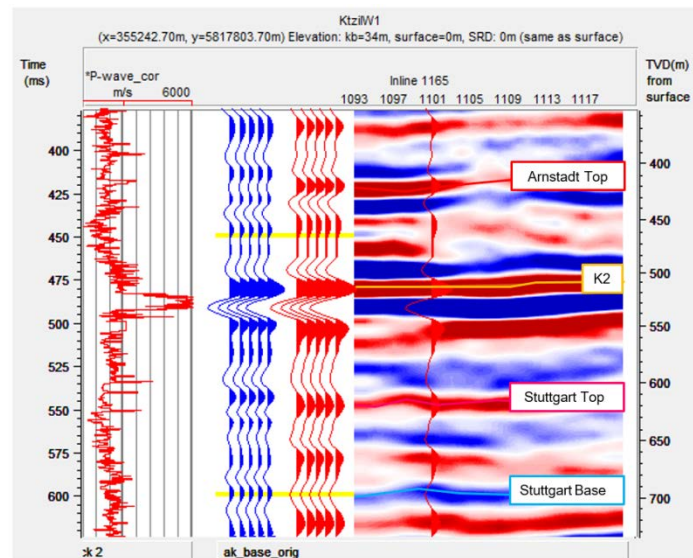 KtzilW1
(x=355242.70m, y=5817803.70m) Elevation: kb=34m, surface=0m, SRD: 0m (same as surface)
Time
(ms)
*P-wave_cor
m/s 6000
Inline 1165
1093 1097 1101 1105 1109 1113 1117
TVD(m)
from
surface
400
425
450
475
500
525
550
575
600
400
450
500
550
600
650
700
Arnstadt Top
K2
Stuttgart Top
Stuttgart Base
:k 2
ak_base_orig